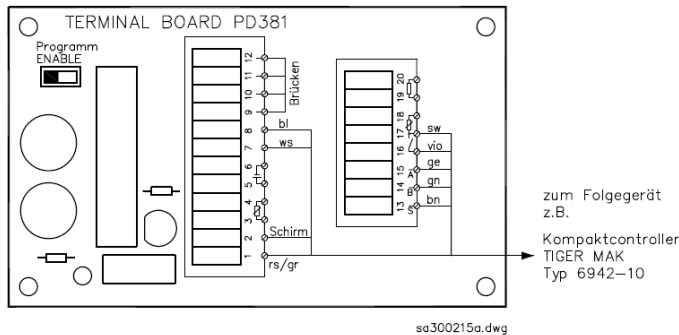 TERMINAL BOARD PD381
Programm
ENABLE
12
11
10
9
8
7
6
5
4
3
2
1
Brücken
bl
ws
Schirm
rs/gr
20
19
18
17
16
15
14
13
A
B
S
sw
vio
ge
gn
bn
zum Folgegerät
z.B.
Kompaktcontroller
TIGER MAK
Typ 6942-10
sa300215a.dwg